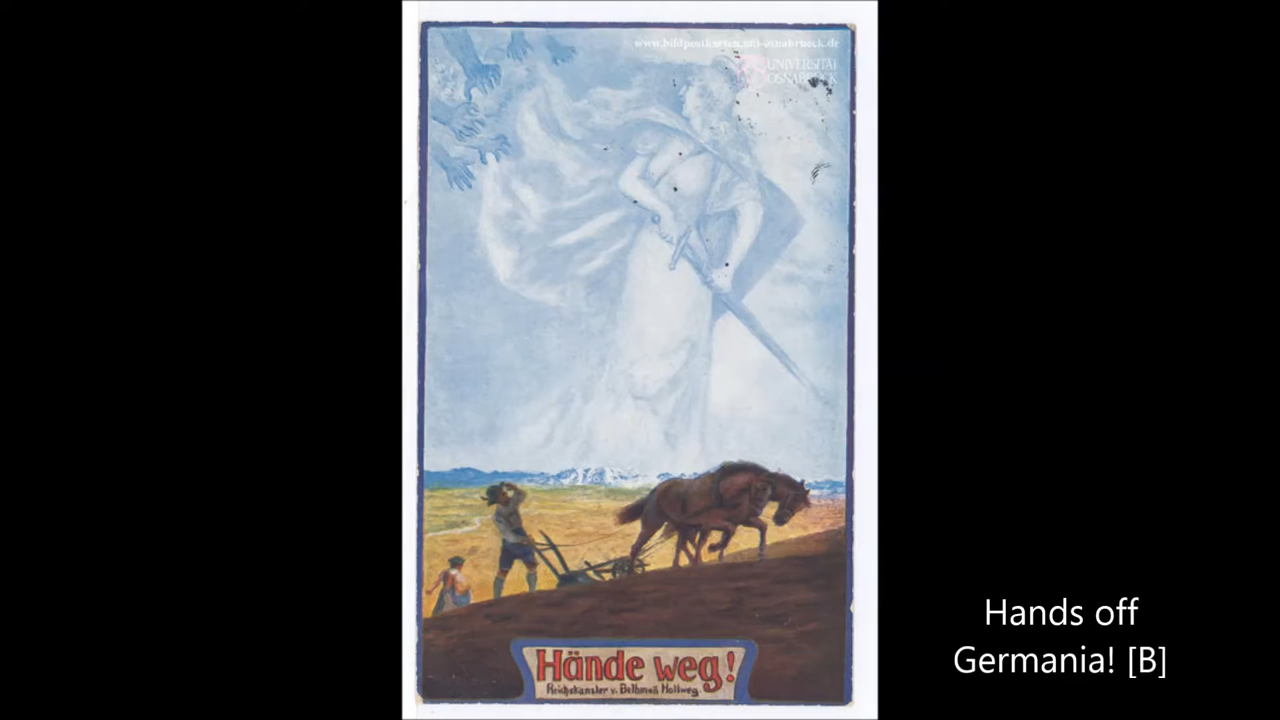 www.bildpostkarten.uni-osnabrueck.de
UNIVERSITÄT
OSNABRÜCK
Hände weg!
Reichskanzler v. Bethmann Hollweg.
Hands off
Germania! [B]